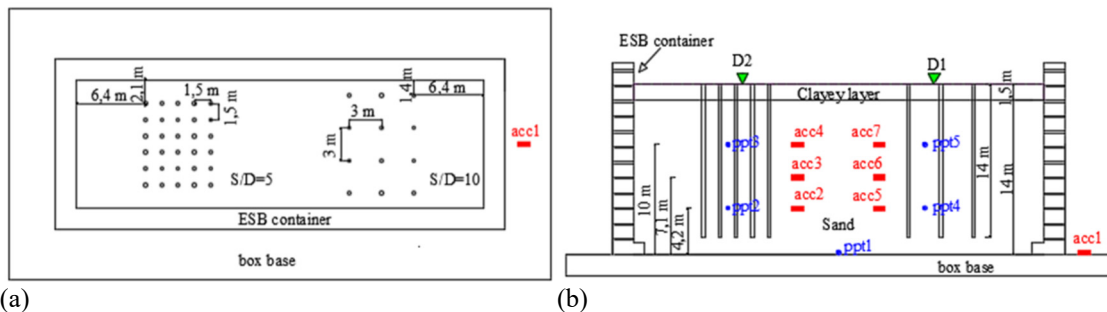 6,4 m
2,1 m
1,5 m
1,5 m
3 m
3 m
1,4 m
6,4 m
acc1
S/D=5
S/D=10
ESB container
box base
(a)
ESB container
D2
D1
Clayey layer
1,5 m
acc4
acc7
ppt3
ppt5
acc3
acc6
acc2
acc5
ppt2
ppt4
10 m
7,1 m
4,2 m
14 m
14 m
Sand
ppt1
acc1
box base
(b)